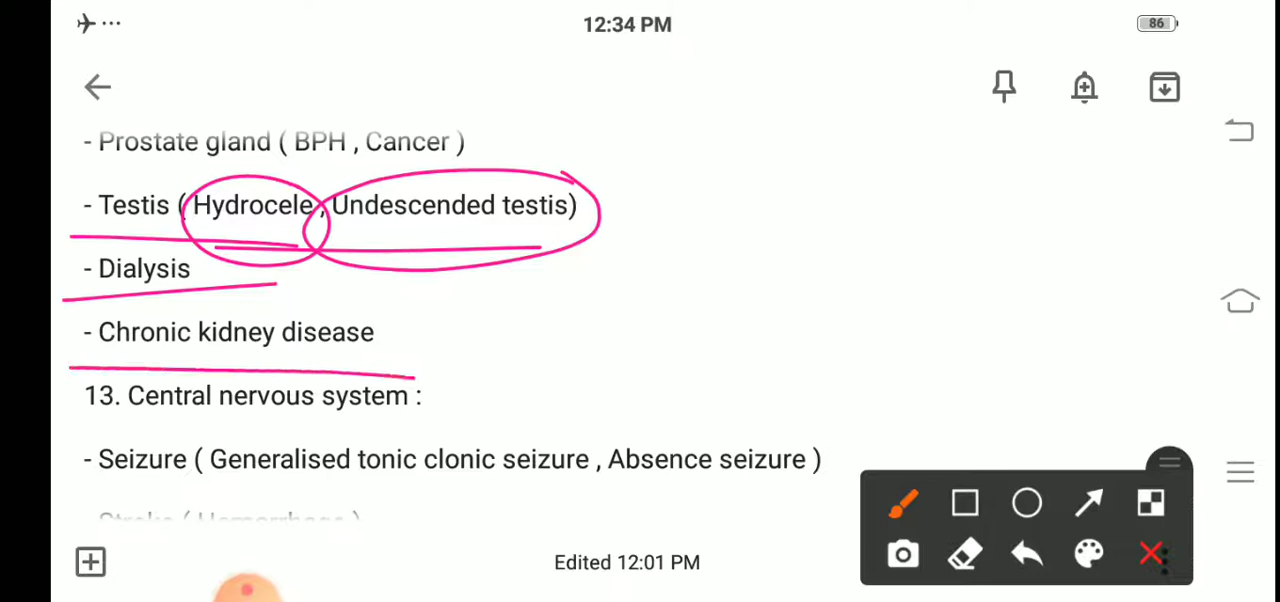 12:34 PM
86
- Prostate gland ( BPH , Cancer )
- Testis ( Hydrocele , Undescended testis)
- Dialysis
- Chronic kidney disease
13. Central nervous system :
- Seizure ( Generalised tonic clonic seizure , Absence seizure )
Edited 12:01 PM